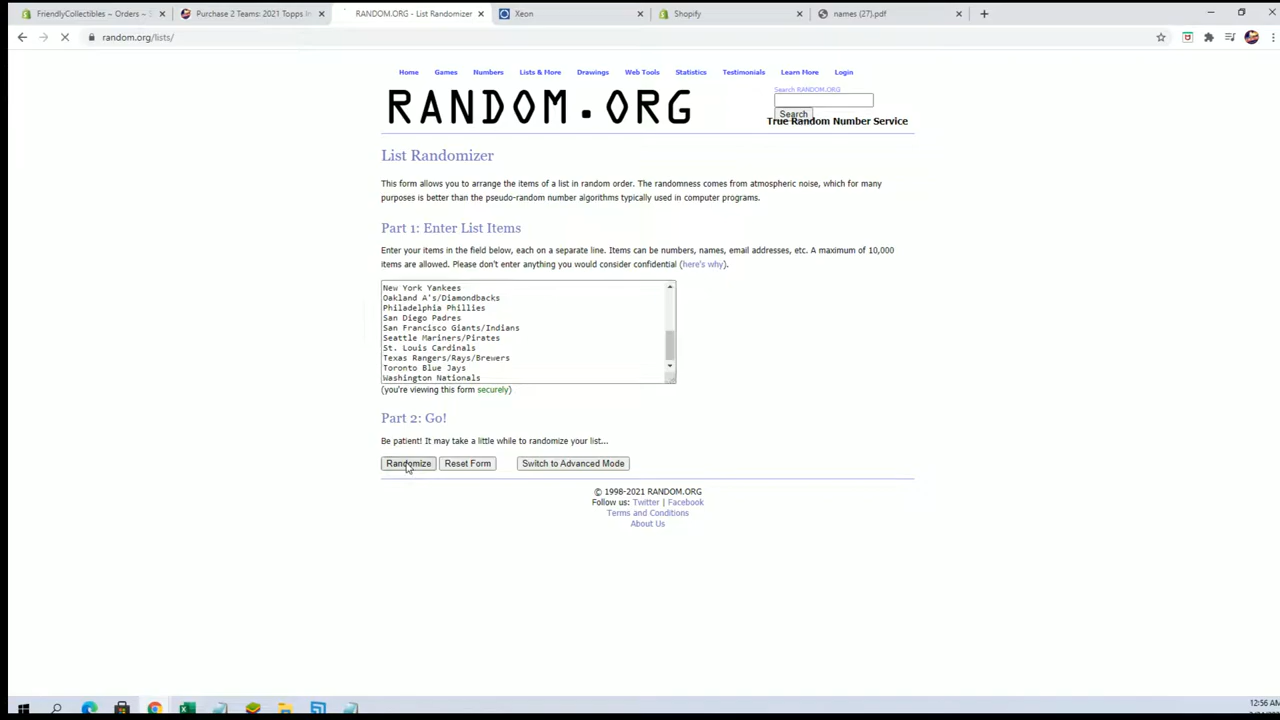 FriendlyCollectibles ~ Orders ~ S
Purchase 2 Teams: 2021 Topps In
RANDOM.ORG - List Randomizer
Xeon
Shopify
names (27).pdf
random.org/lists/
Home Games Numbers Lists & More Drawings Web Tools Statistics Testimonials Learn More Login
RANDOM.ORG
Search RANDOM.ORG
Search
True Random Number Service
List Randomizer
This form allows you to arrange the items of a list in random order. The randomness comes from atmospheric noise, which for many
purposes is better than the pseudo-random number algorithms typically used in computer programs.
Part 1: Enter List Items
Enter your items in the field below, each on a separate line. Items can be numbers, names, email addresses, etc. A maximum of 10,000
items are allowed. Please don't enter anything you would consider confidential (here's why).
New York Yankees
Oakland A's/Diamondbacks
Philadelphia Phillies
San Diego Padres
San Francisco Giants/Indians
Seattle Mariners/Pirates
St. Louis Cardinals
Texas Rangers/Rays/Brewers
Toronto Blue Jays
Washington Nationals
(you're viewing this form securely)
Part 2: Go!
Be patient! It may take a little while to randomize your list...
Randomize Reset Form Switch to Advanced Mode
© 1998-2021 RANDOM.ORG
Follow us: Twitter | Facebook
Terms and Conditions
About Us
12:56 AM